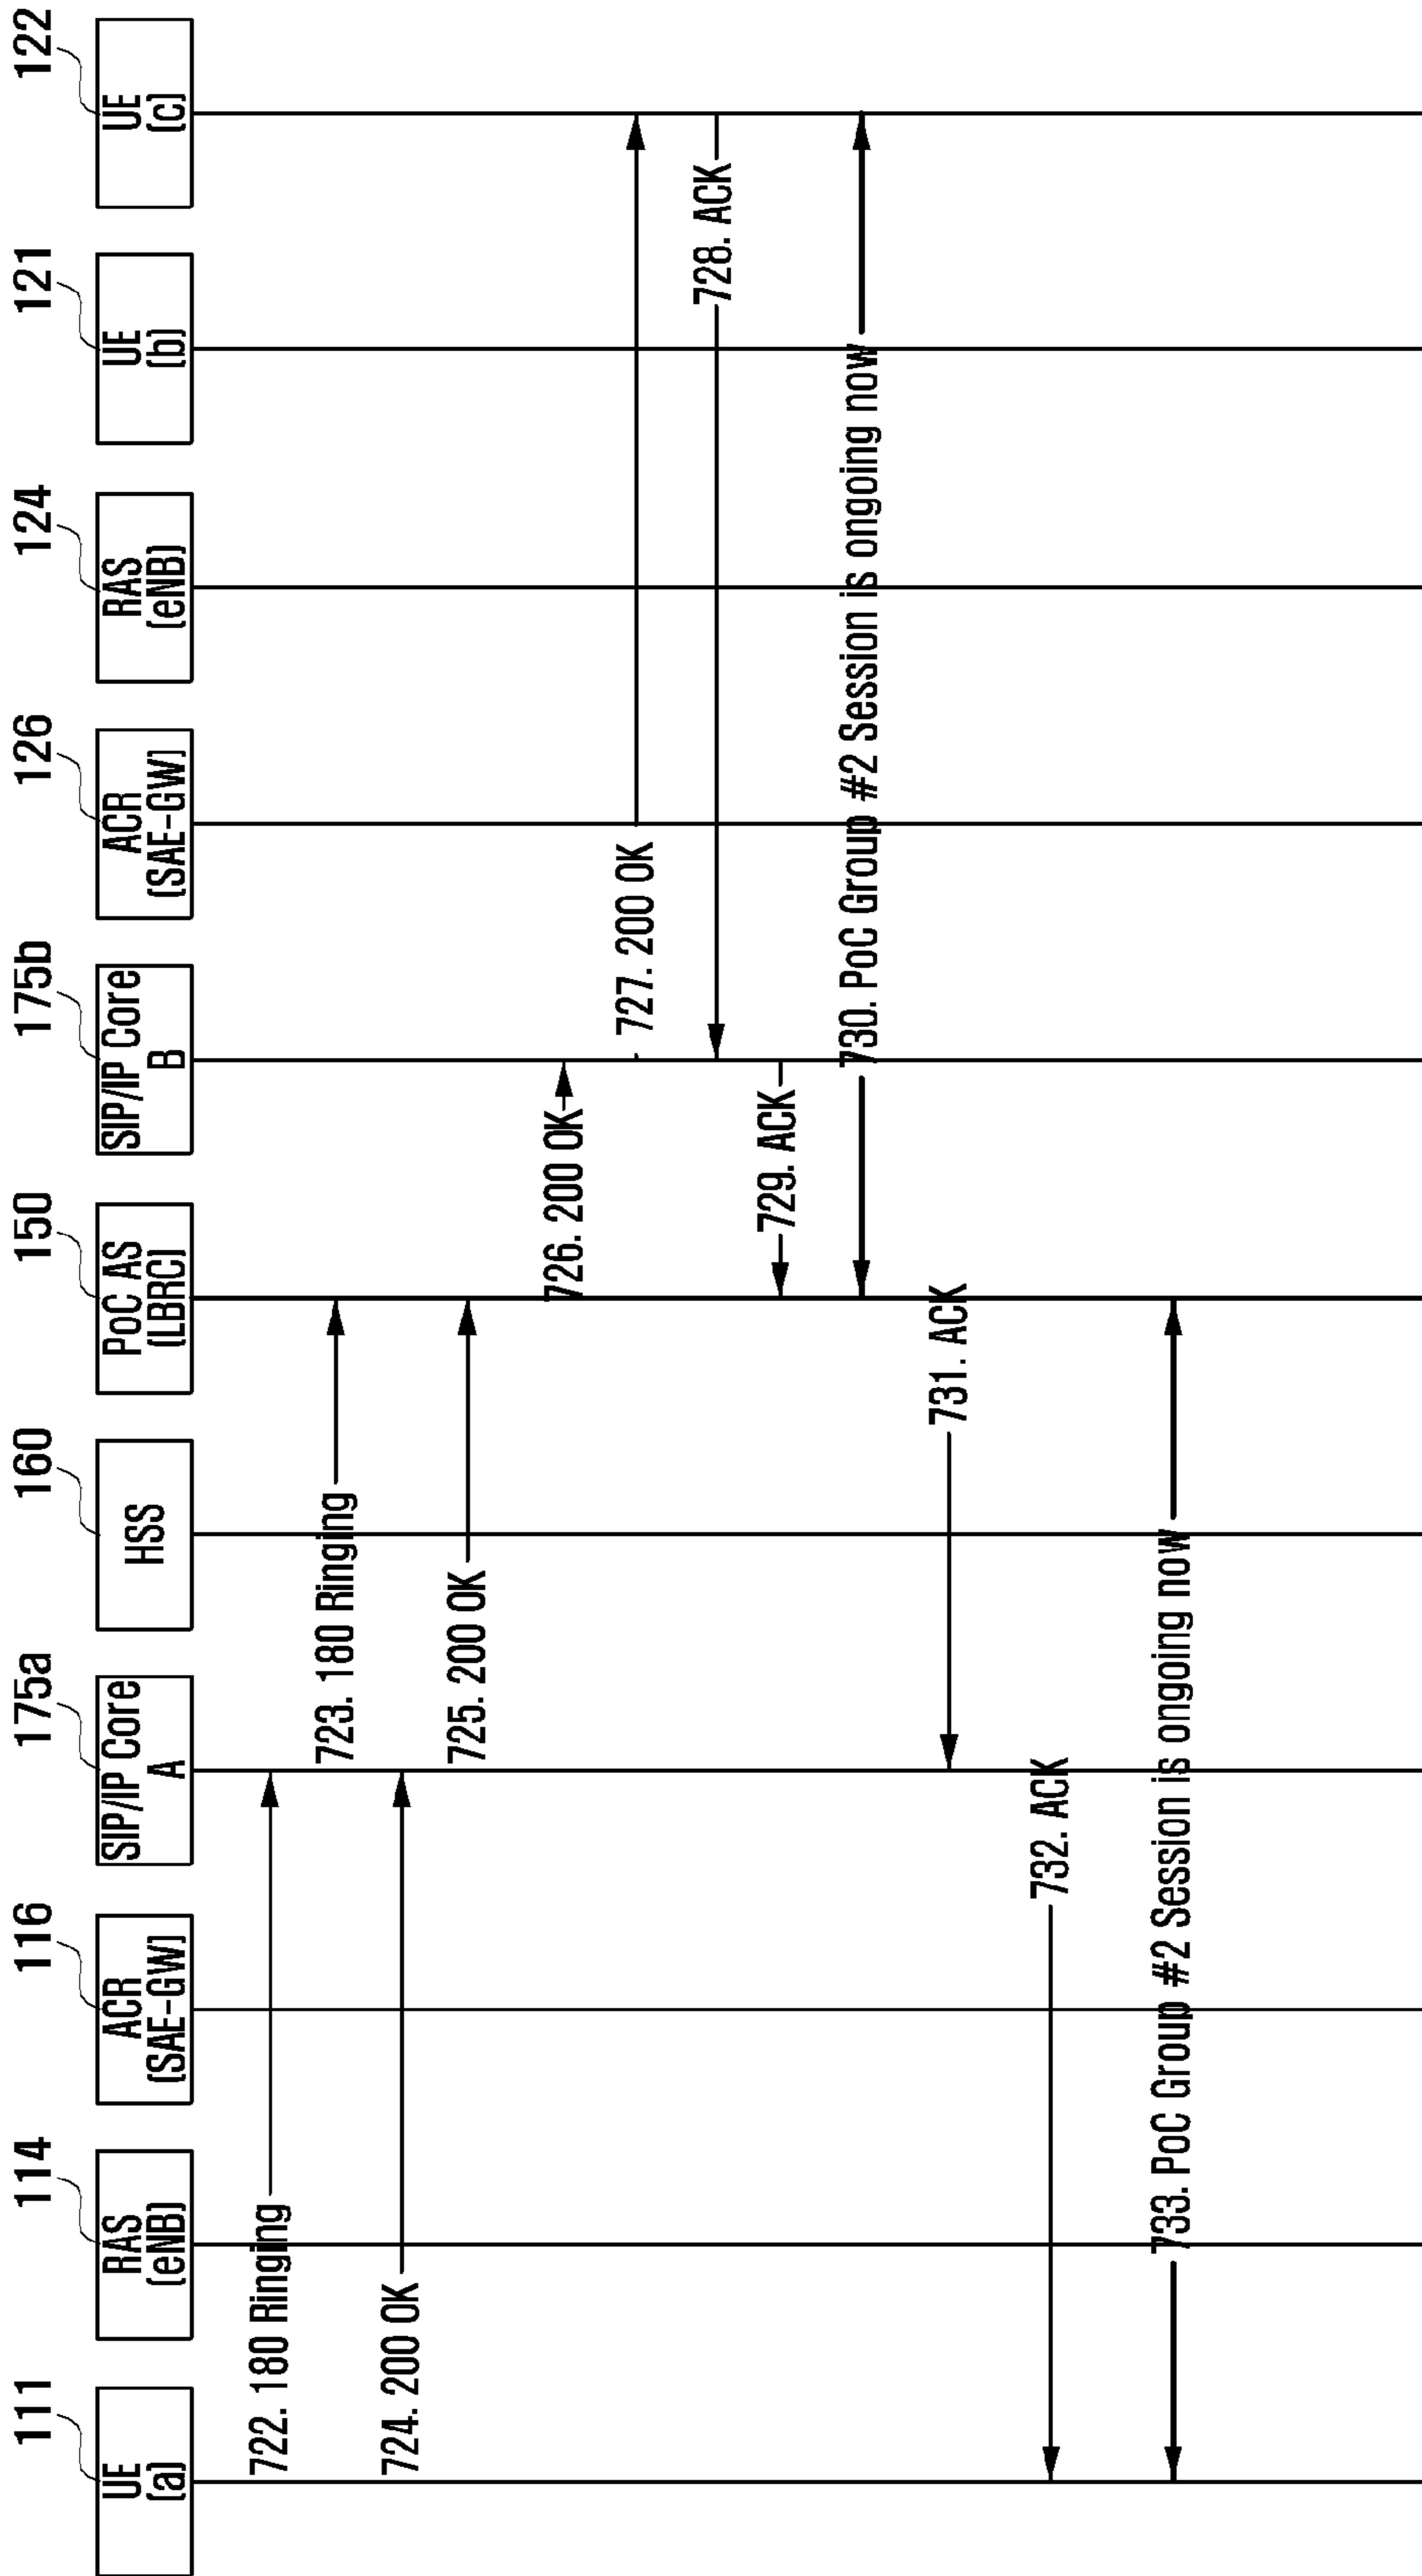 111
114
116
175a
160
150
175b
126
124
121
122
UE
(a)
RAS
(eNB)
ACR
(SAE-GW)
SIP/IP Core
A
HSS
PoC AS
(LBRC)
SIP/IP Core
B
ACR
(SAE-GW)
RAS
(eNB)
UE
(b)
UE
(c)
722. 180 Ringing
723. 180 Ringing
724. 200 OK
725. 200 OK
726. 200 OK
727. 200 OK
728. ACK
729. ACK
730. PoC Group #2 Session is ongoing now
731. ACK
732. ACK
733. PoC Group #2 Session is ongoing now